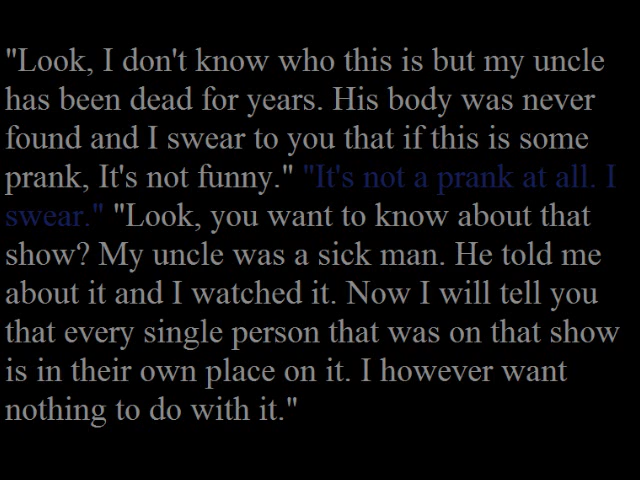 "Look, I don't know who this is but my uncle
has been dead for years. His body was never
found and I swear to you that if this is some
prank, It's not funny." "It's not a prank at all. I
swear." "Look, you want to know about that
show? My uncle was a sick man. He told me
about it and I watched it. Now I will tell you
that every single person that was on that show
is in their own place on it. I however want
nothing to do with it."